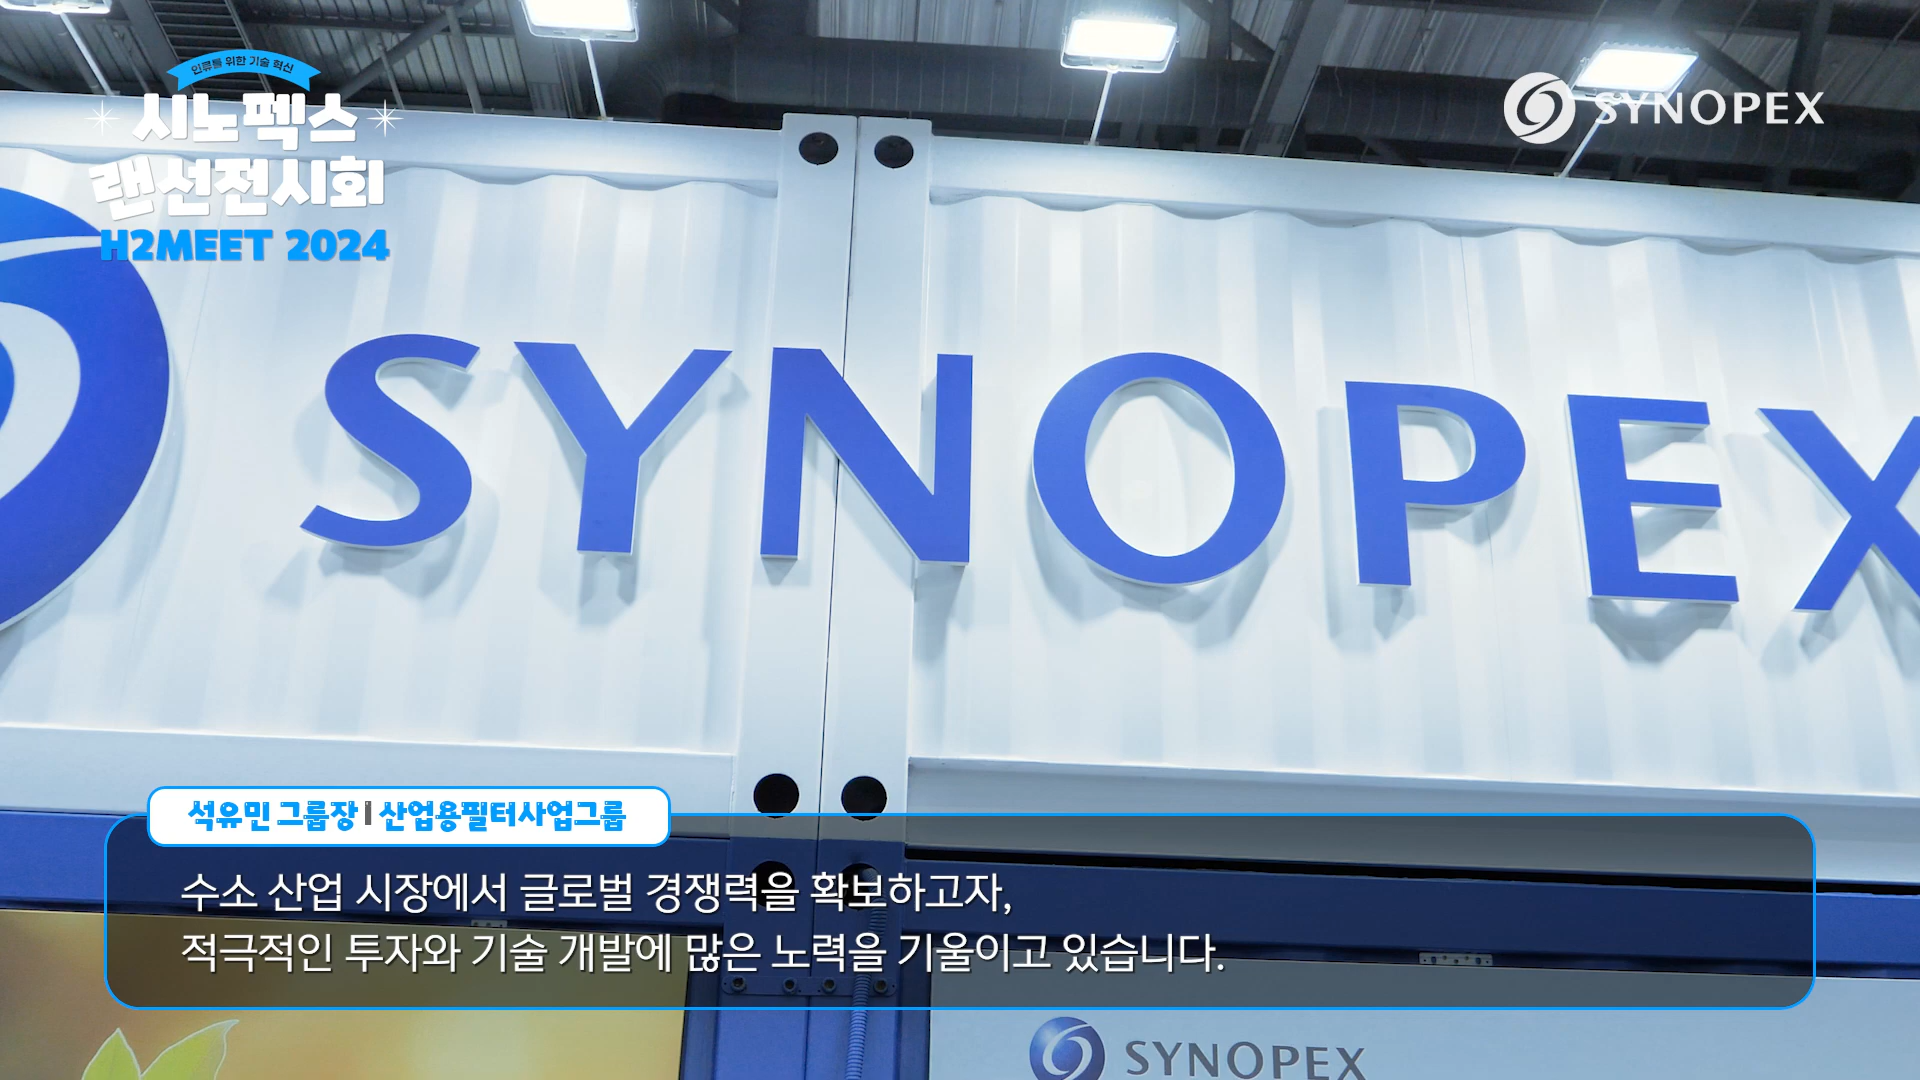 인류를 위한 기술 혁신
시노펙스
랜선전시회
H2MEET 2024
SYNOPEX
SYNOPEX
석유민 그룹장 | 산업용필터사업그룹
수소 산업 시장에서 글로벌 경쟁력을 확보하고자,
적극적인 투자와 기술 개발에 많은 노력을 기울이고 있습니다.
SYNOPEX